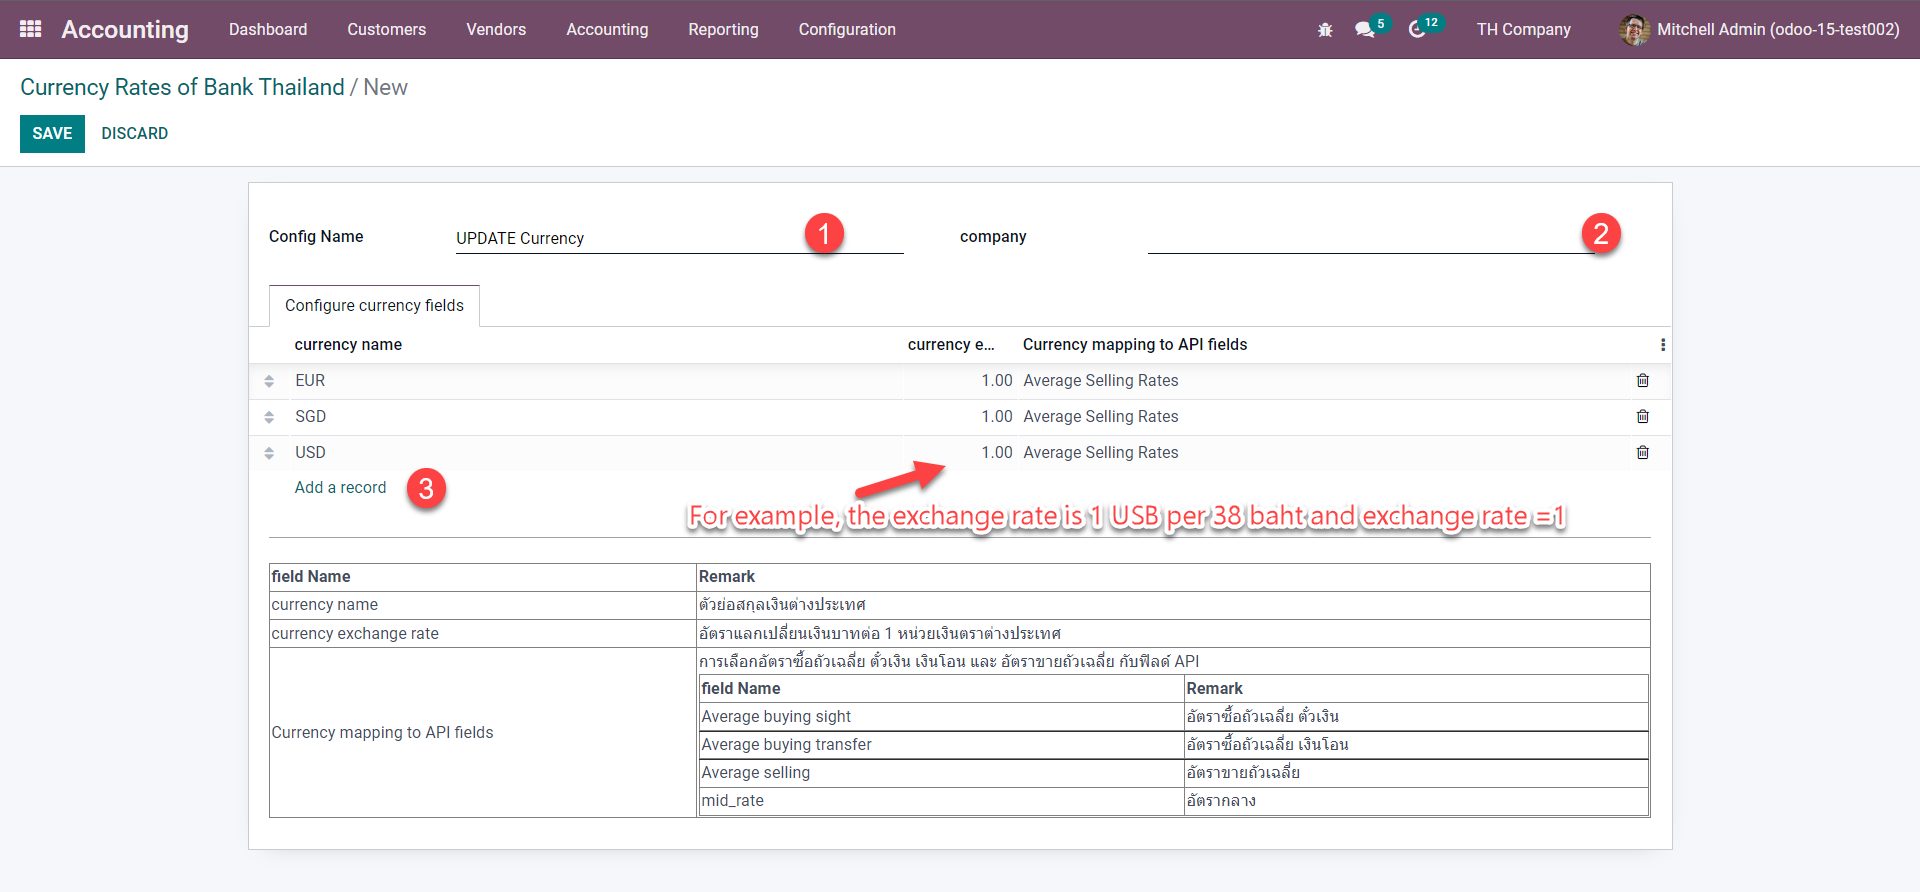 Accounting Dashboard Customers Vendors Accounting Reporting Configuration 5 12 TH Company Mitchell Admin (odoo-15-test002)
Currency Rates of Bank Thailand / New
SAVE DISCARD
Config Name UPDATE Currency 1 company 2
Configure currency fields
currency name currency e... Currency mapping to API fields
EUR 1.00 Average Selling Rates
SGD 1.00 Average Selling Rates
USD 1.00 Average Selling Rates
Add a record 3
For example, the exchange rate is 1 USB per 38 baht and exchange rate =1
field Name Remark
currency name ตัวย่อสกุลเงินต่างประเทศ
currency exchange rate อัตราแลกเปลี่ยนเงินบาทต่อ 1 หน่วยเงินตราต่างประเทศ
Currency mapping to API fields การเลือกอัตราซื้อถัวเฉลี่ย ตั๋วเงิน เงินโอน และ อัตราขายถัวเฉลี่ย กับฟิลด์ API
field Name Remark
Average buying sight อัตราซื้อถัวเฉลี่ย ตั๋วเงิน
Average buying transfer อัตราซื้อถัวเฉลี่ย เงินโอน
Average selling อัตราขายถัวเฉลี่ย
mid_rate อัตรากลาง